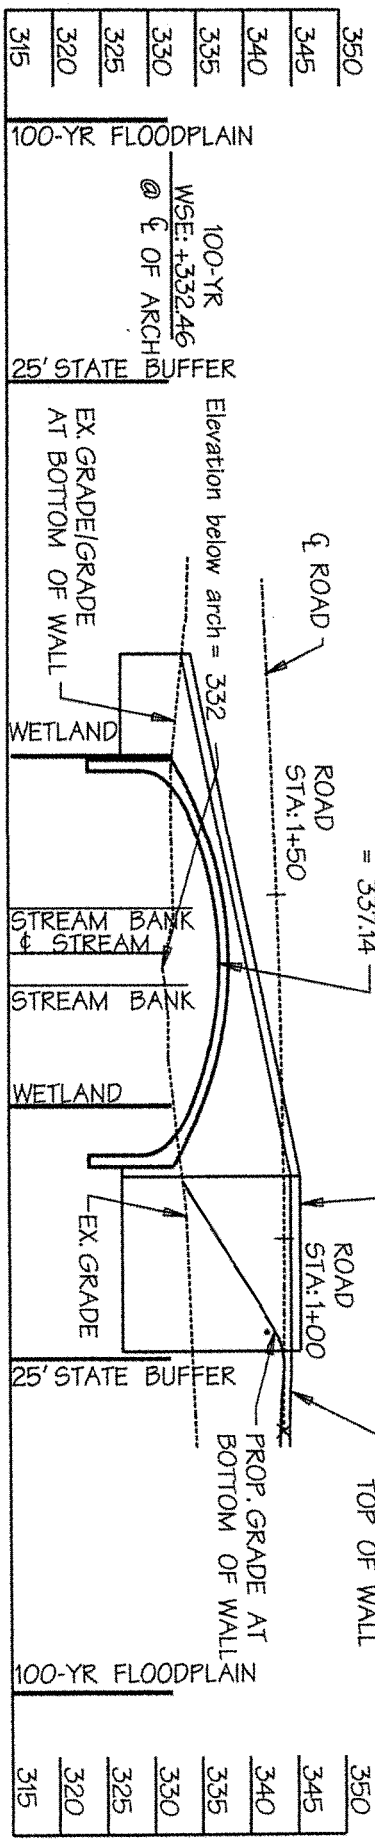 350
345
340
335
330
325
320
315
100-YR FLOODPLAIN
100-YR
WSE: +332.46
@ ℄ OF ARCH
25' STATE BUFFER
EX. GRADE/GRADE
AT BOTTOM OF WALL
Elevation below arch = 332
℄ ROAD
WETLAND
ROAD
STA: 1+50
= 337.14
STREAM BANK
℄ STREAM
STREAM BANK
WETLAND
EX. GRADE
ROAD
STA: 1+00
*
25' STATE BUFFER
PROP. GRADE AT
BOTTOM OF WALL
TOP OF WALL
100-YR FLOODPLAIN
350
345
340
335
330
325
320
315